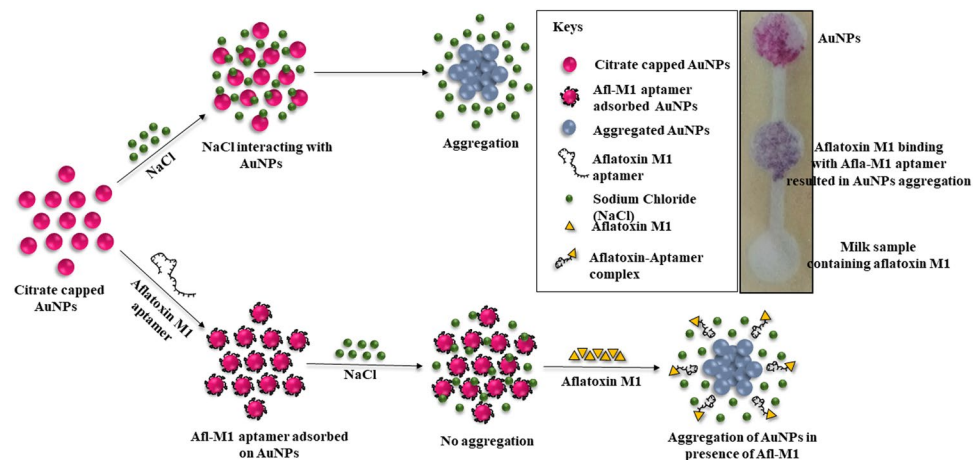 NaCl
NaCl interacting with
AuNPs
Aggregation
Citrate capped
AuNPs
Aflatoxin M1
aptamer
Afl-M1 aptamer adsorbed
on AuNPs
NaCl
No aggregation
Aflatoxin M1
Aggregation of AuNPs in
presence of Afl-M1
Keys
Citrate capped AuNPs
Afl-M1 aptamer
adsorbed AuNPs
Aggregated AuNPs
Aflatoxin M1
aptamer
Sodium Chloride
(NaCl)
Aflatoxin M1
Aflatoxin-Aptamer
complex
AuNPs
Aflatoxin M1 binding
with Afla-M1 aptamer
resulted in AuNPs aggregation
Milk sample
containing aflatoxin M1